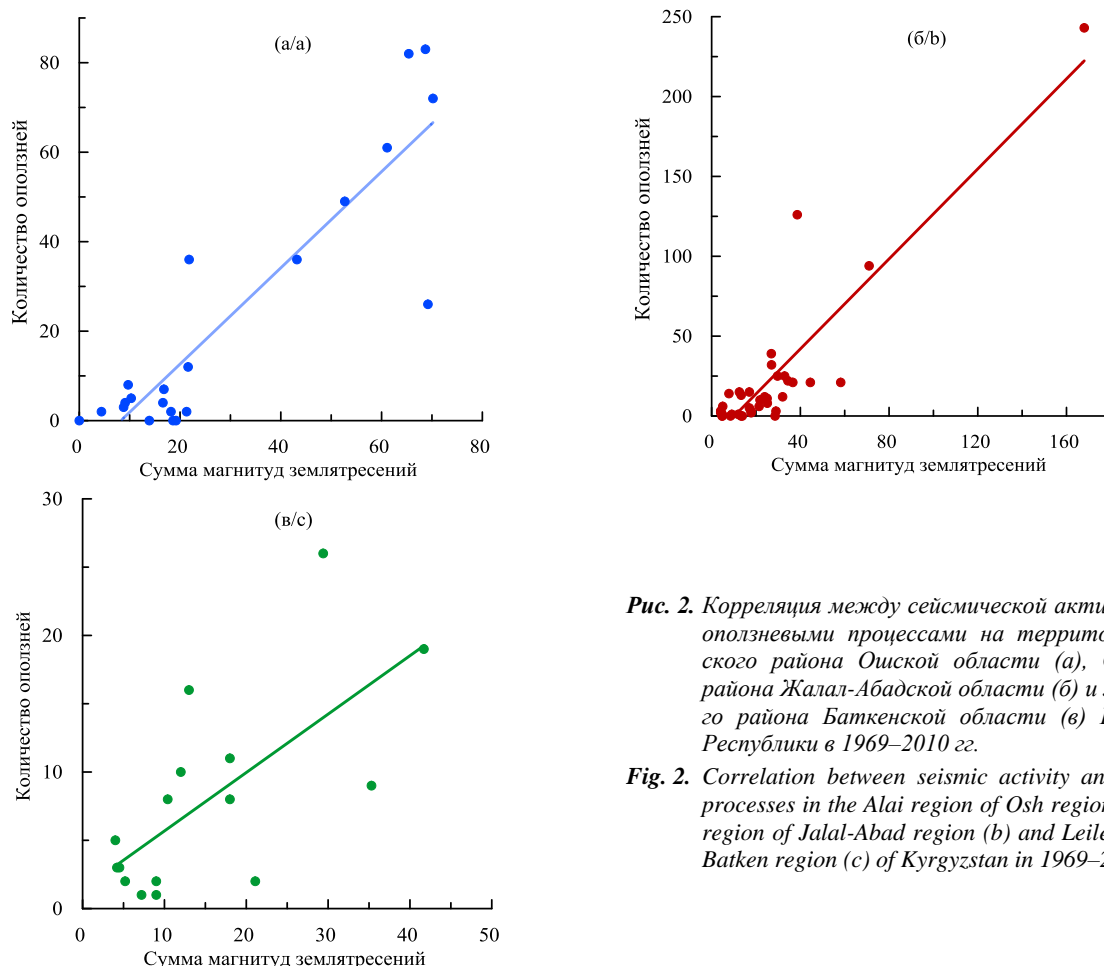 (а/a)
80
60
40
20
0
Количество оползней
0
20
40
60
80
Сумма магнитуд землятресений
(б/b)
250
200
150
100
50
0
Количество оползней
0
40
80
120
160
Сумма магнитуд землятресений
(в/c)
30
20
10
0
Количество оползней
0
10
20
30
40
50
Сумма магнитуд землятресений
Рис. 2. Корреляция между сейсмической акти
оползневыми процессами на террито
ского района Ошской области (а),
района Жалал-Абадской области (б) и
го района Баткенской области (в)
Республики в 1969–2010 гг.
Fig. 2. Correlation between seismic activity an
processes in the Alai region of Osh region
region of Jalal-Abad region (b) and Leile
Batken region (c) of Kyrgyzstan in 1969–2